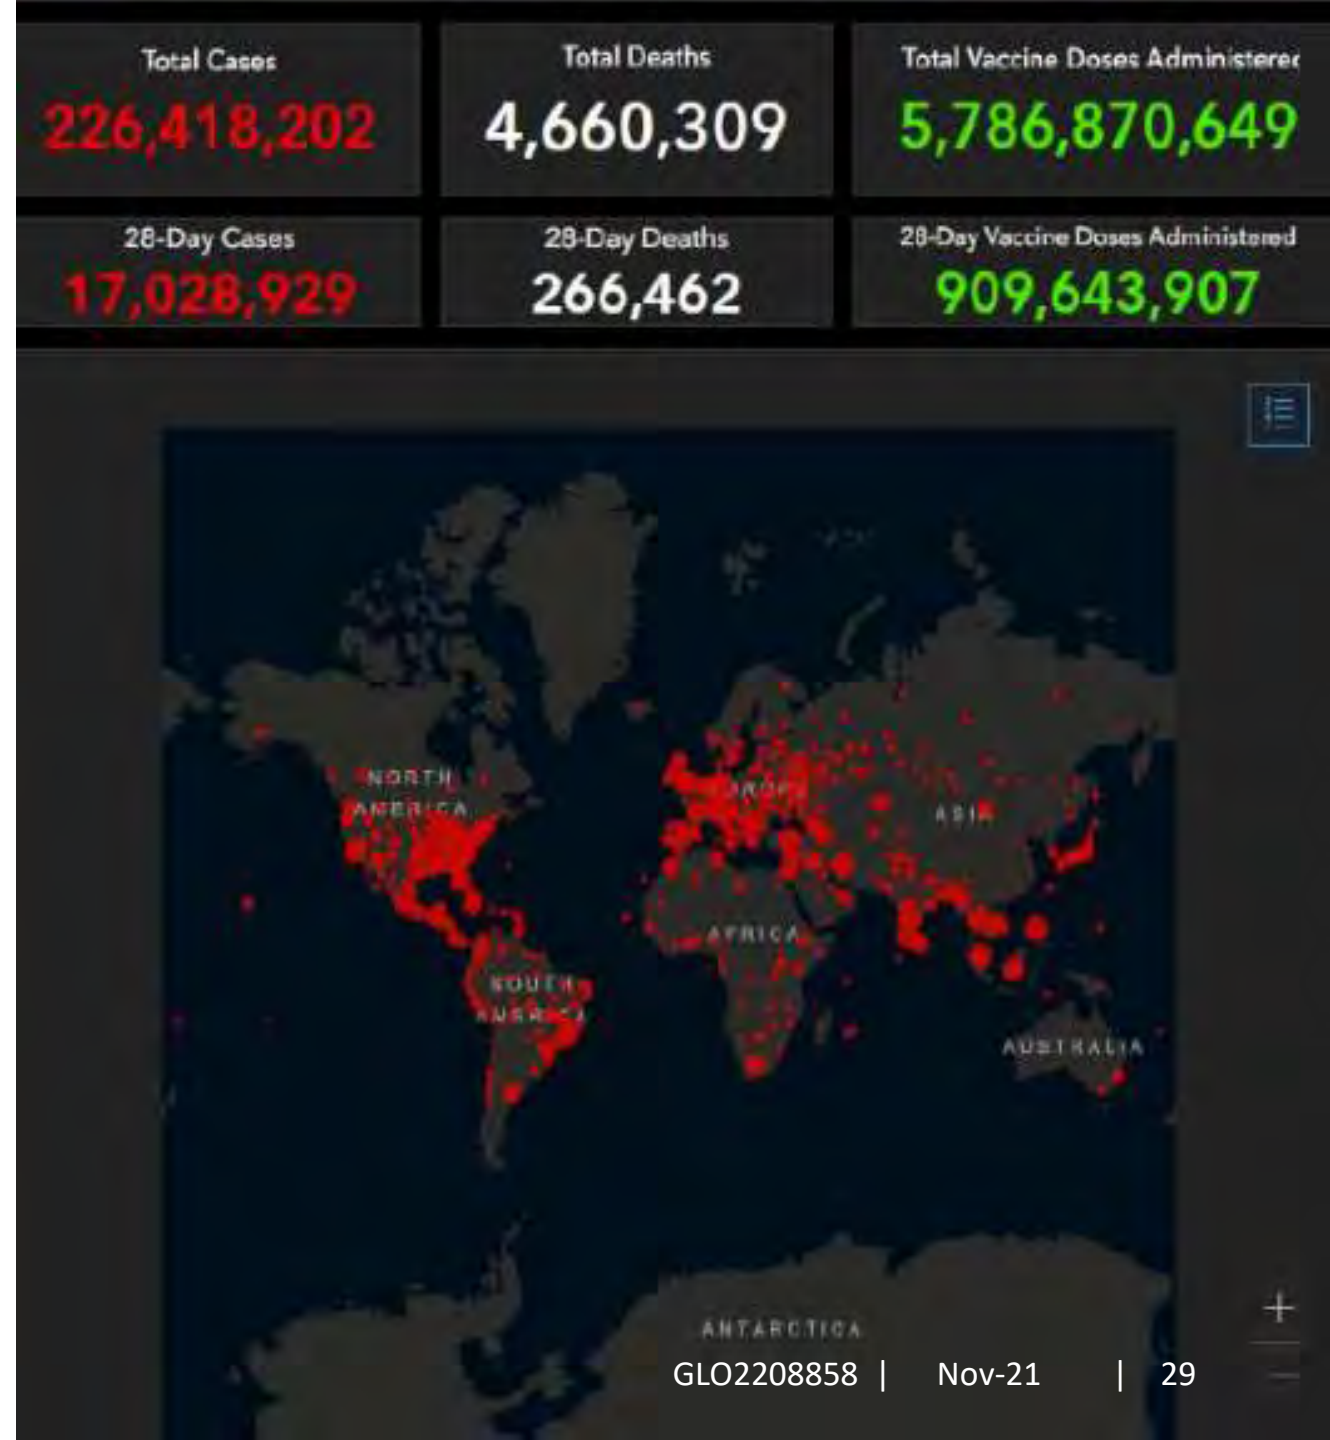 Total Cases
226,418,202
Total Deaths
4,660,309
Total Vaccine Doses Administered
5,786,870,649
28-Day Cases
17,028,929
28-Day Deaths
266,462
28-Day Vaccine Doses Administered
909,643,907
NORTH
AMERICA
EUROPE
ASIA
AFRICA
SOUTH
AMERICA
AUSTRALIA
ANTARCTICA
GLO2208858 | Nov-21 | 29